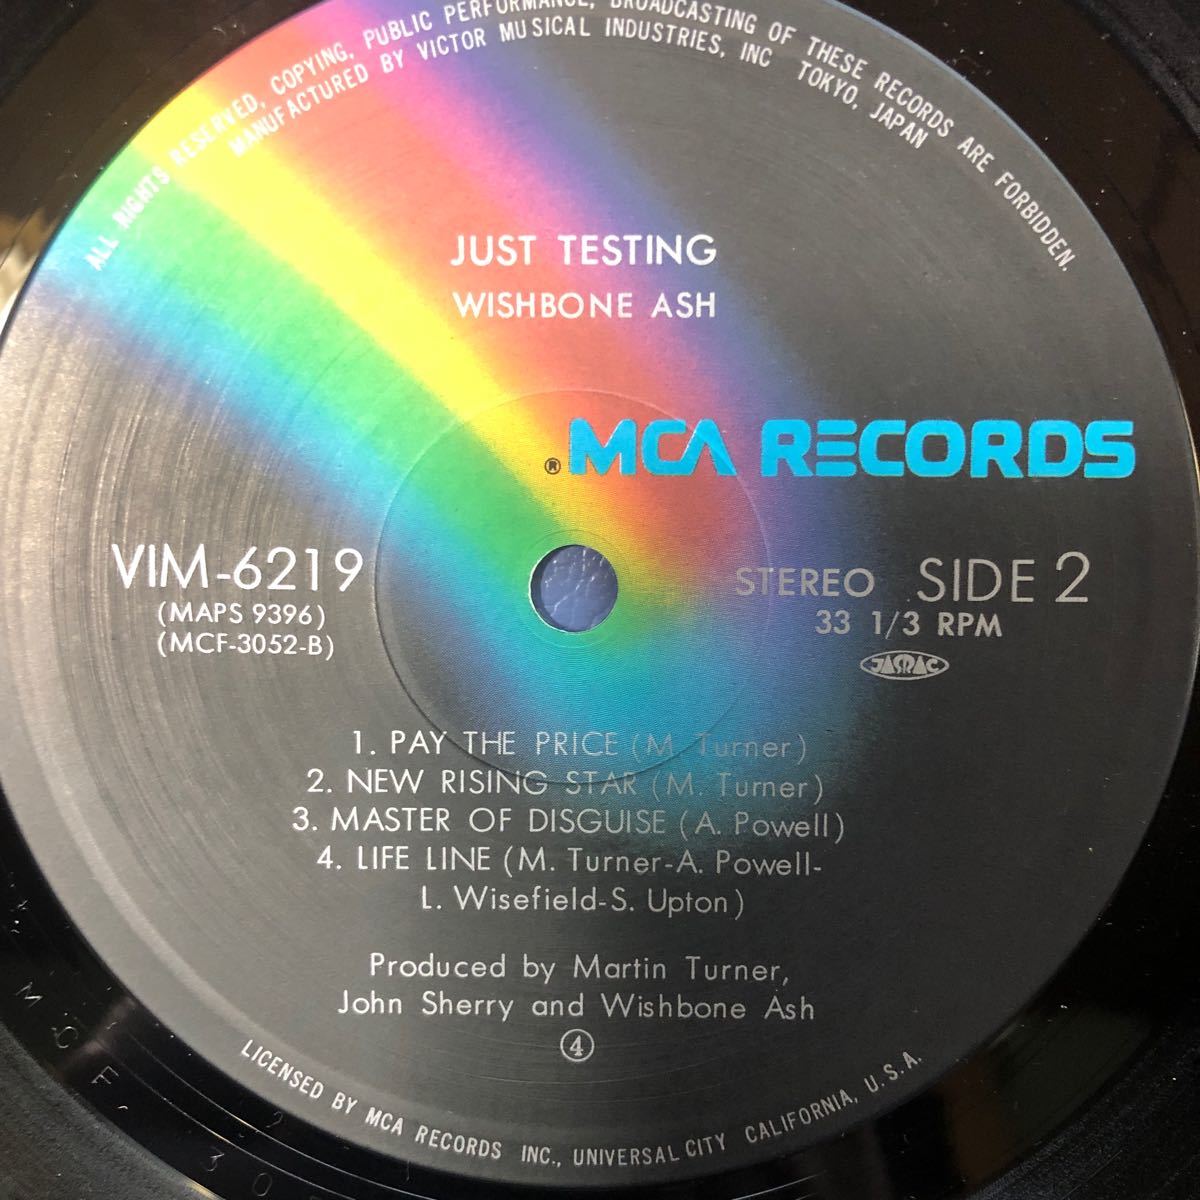 ALL RIGHTS RESERVED, COPYING, PUBLIC PERFORMANCE, BROADCASTING OF THESE RECORDS ARE FORBIDDEN.
MANUFACTURED BY VICTOR MUSICAL INDUSTRIES, INC TOKYO, JAPAN
JUST TESTING
WISHBONE ASH
® MCA RECORDS
VIM-6219
(MAPS 9396)
(MCF-3052-B)
STEREO SIDE 2
33 1/3 RPM
JASRAC
1. PAY THE PRICE (M. Turner)
2. NEW RISING STAR (M. Turner)
3. MASTER OF DISGUISE (A. Powell)
4. LIFE LINE (M. Turner-A. Powell-
L. Wisefield-S. Upton)
Produced by Martin Turner,
John Sherry and Wishbone Ash
④
LICENSED BY MCA RECORDS INC., UNIVERSAL CITY CALIFORNIA, U.S.A.
M C F